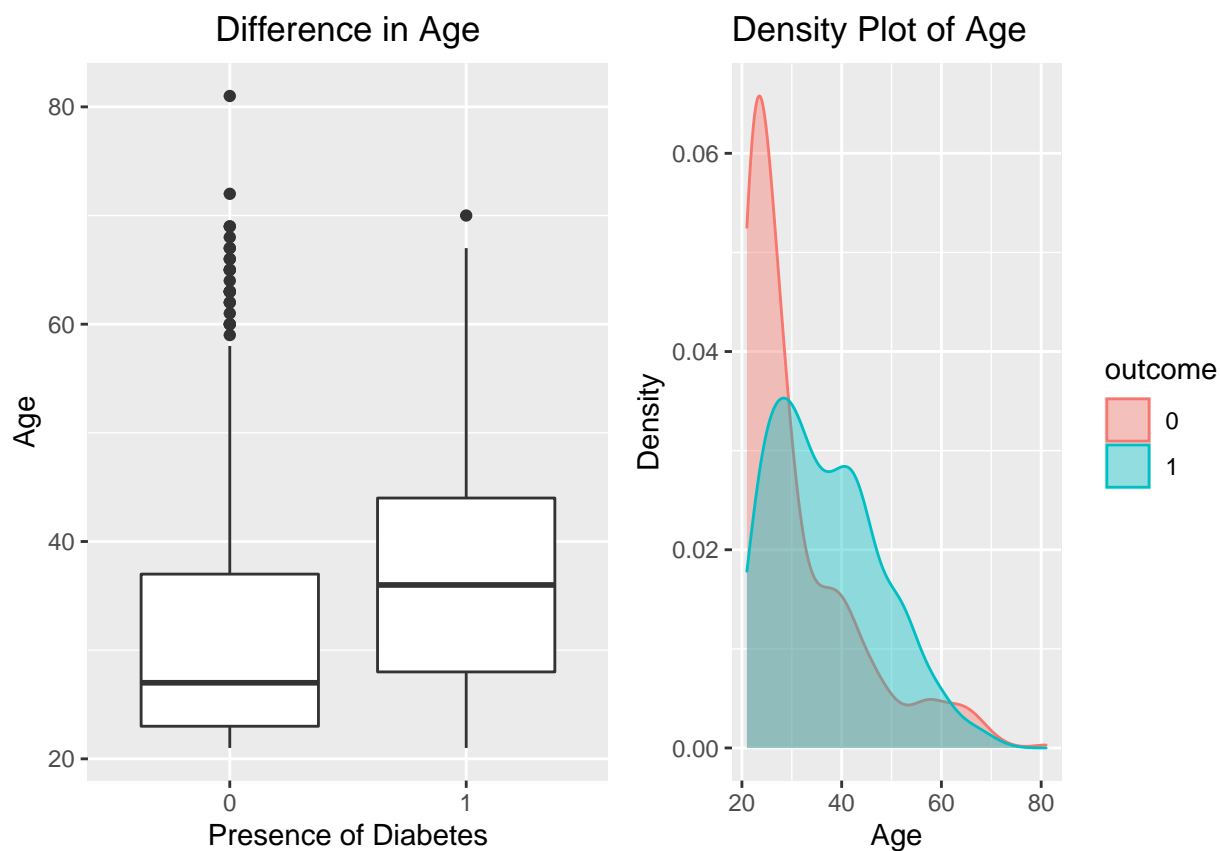 Difference in Age
80
60
40
20
Age
0
1
Presence of Diabetes
Density Plot of Age
0.06
0.04
0.02
0.00
Density
20
40
60
80
Age
outcome
0
1